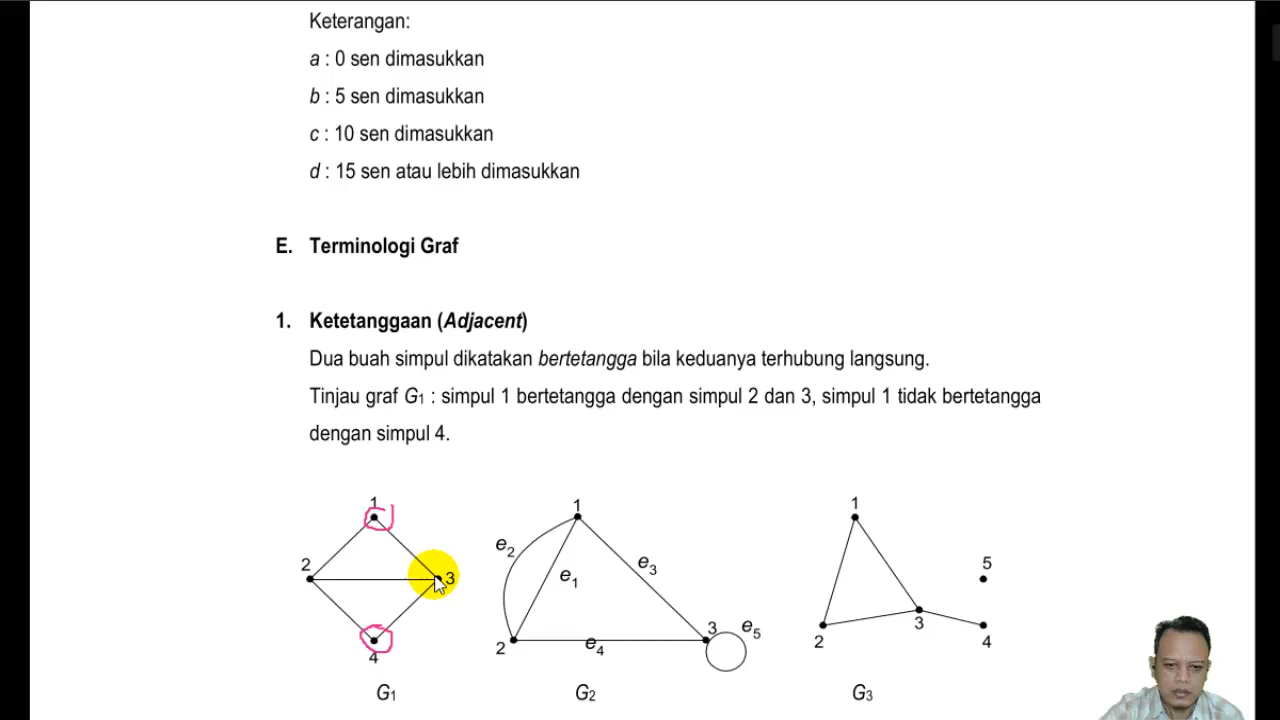 Keterangan:
a : 0 sen dimasukkan
b : 5 sen dimasukkan
c : 10 sen dimasukkan
d : 15 sen atau lebih dimasukkan
E. Terminologi Graf
1. Ketetanggaan (Adjacent)
Dua buah simpul dikatakan bertetangga bila keduanya terhubung langsung.
Tinjau graf G1 : simpul 1 bertetangga dengan simpul 2 dan 3, simpul 1 tidak bertetangga
dengan simpul 4.
1
2
3
4
G1
1
e2
e1
e3
2
e4
3
e5
G2
1
5
2
3
4
G3